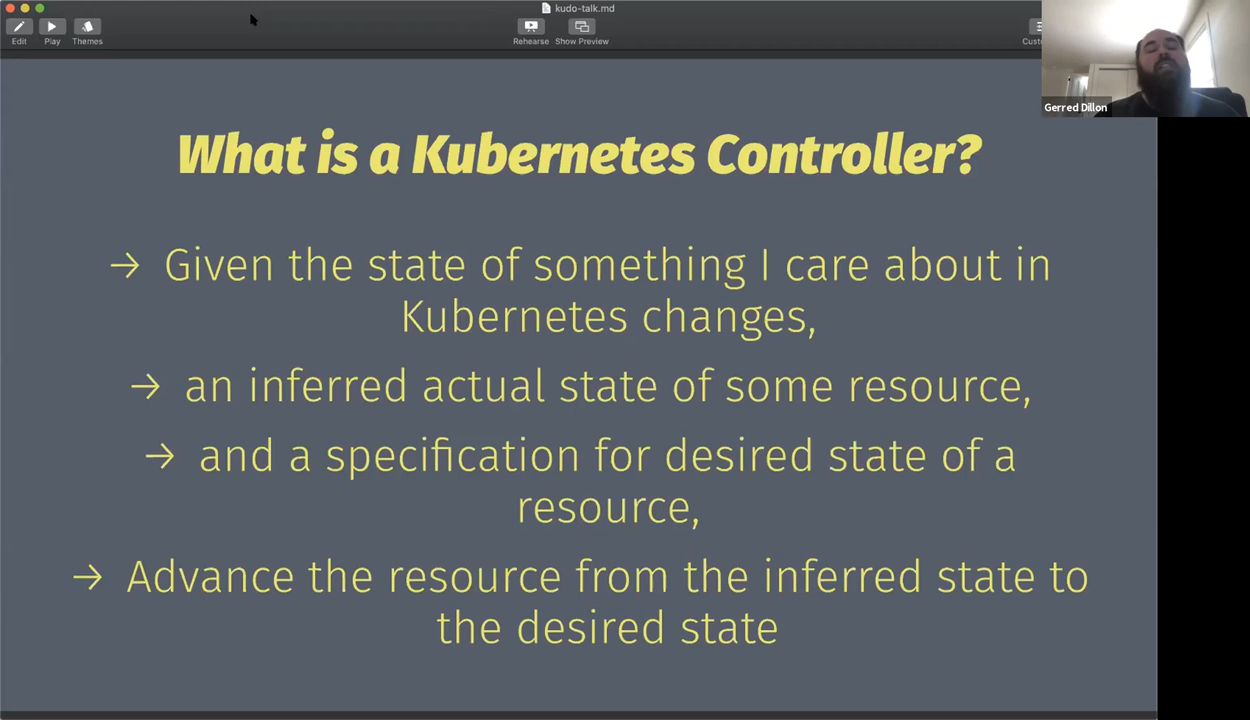 kudo-talk.md
Edit
Play
Themes
Rehearse
Show Preview
Gerred Dillon
What is a Kubernetes Controller?
→ Given the state of something I care about in
Kubernetes changes,
→ an inferred actual state of some resource,
→ and a specification for desired state of a
resource,
→ Advance the resource from the inferred state to
the desired state